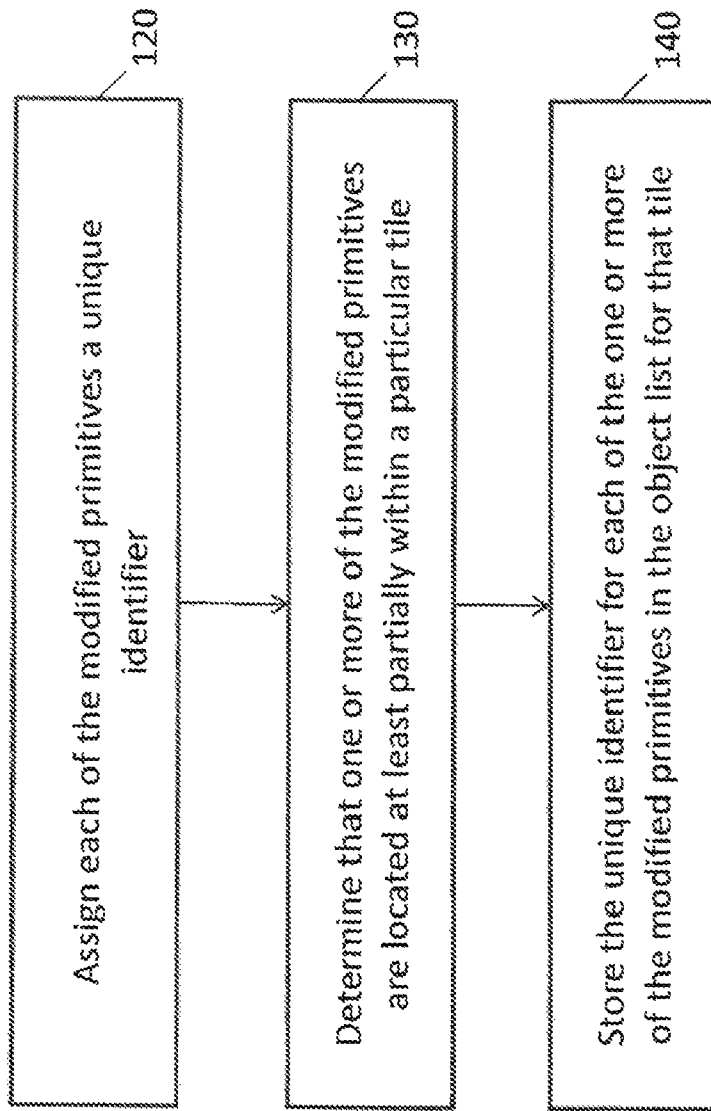 Assign each of the modified primitives a unique
identifier
120
Determine that one or more of the modified primitives
are located at least partially within a particular tile
130
Store the unique identifier for each of the one or more
of the modified primitives in the object list for that tile
140